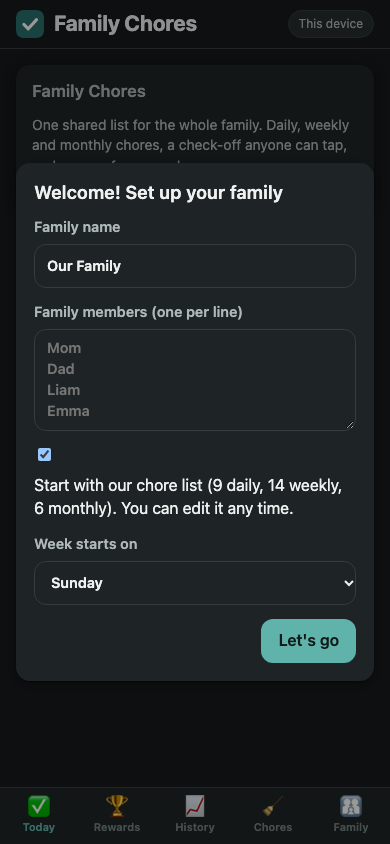 Family Chores
This device
Family Chores
One shared list for the whole family. Daily, weekly
and monthly chores, a check-off anyone can tap,
Welcome! Set up your family
Family name
Our Family
Family members (one per line)
Mom
Dad
Liam
Emma
Start with our chore list (9 daily, 14 weekly,
6 monthly). You can edit it any time.
Week starts on
Sunday
Let's go
Today
Rewards
History
Chores
Family